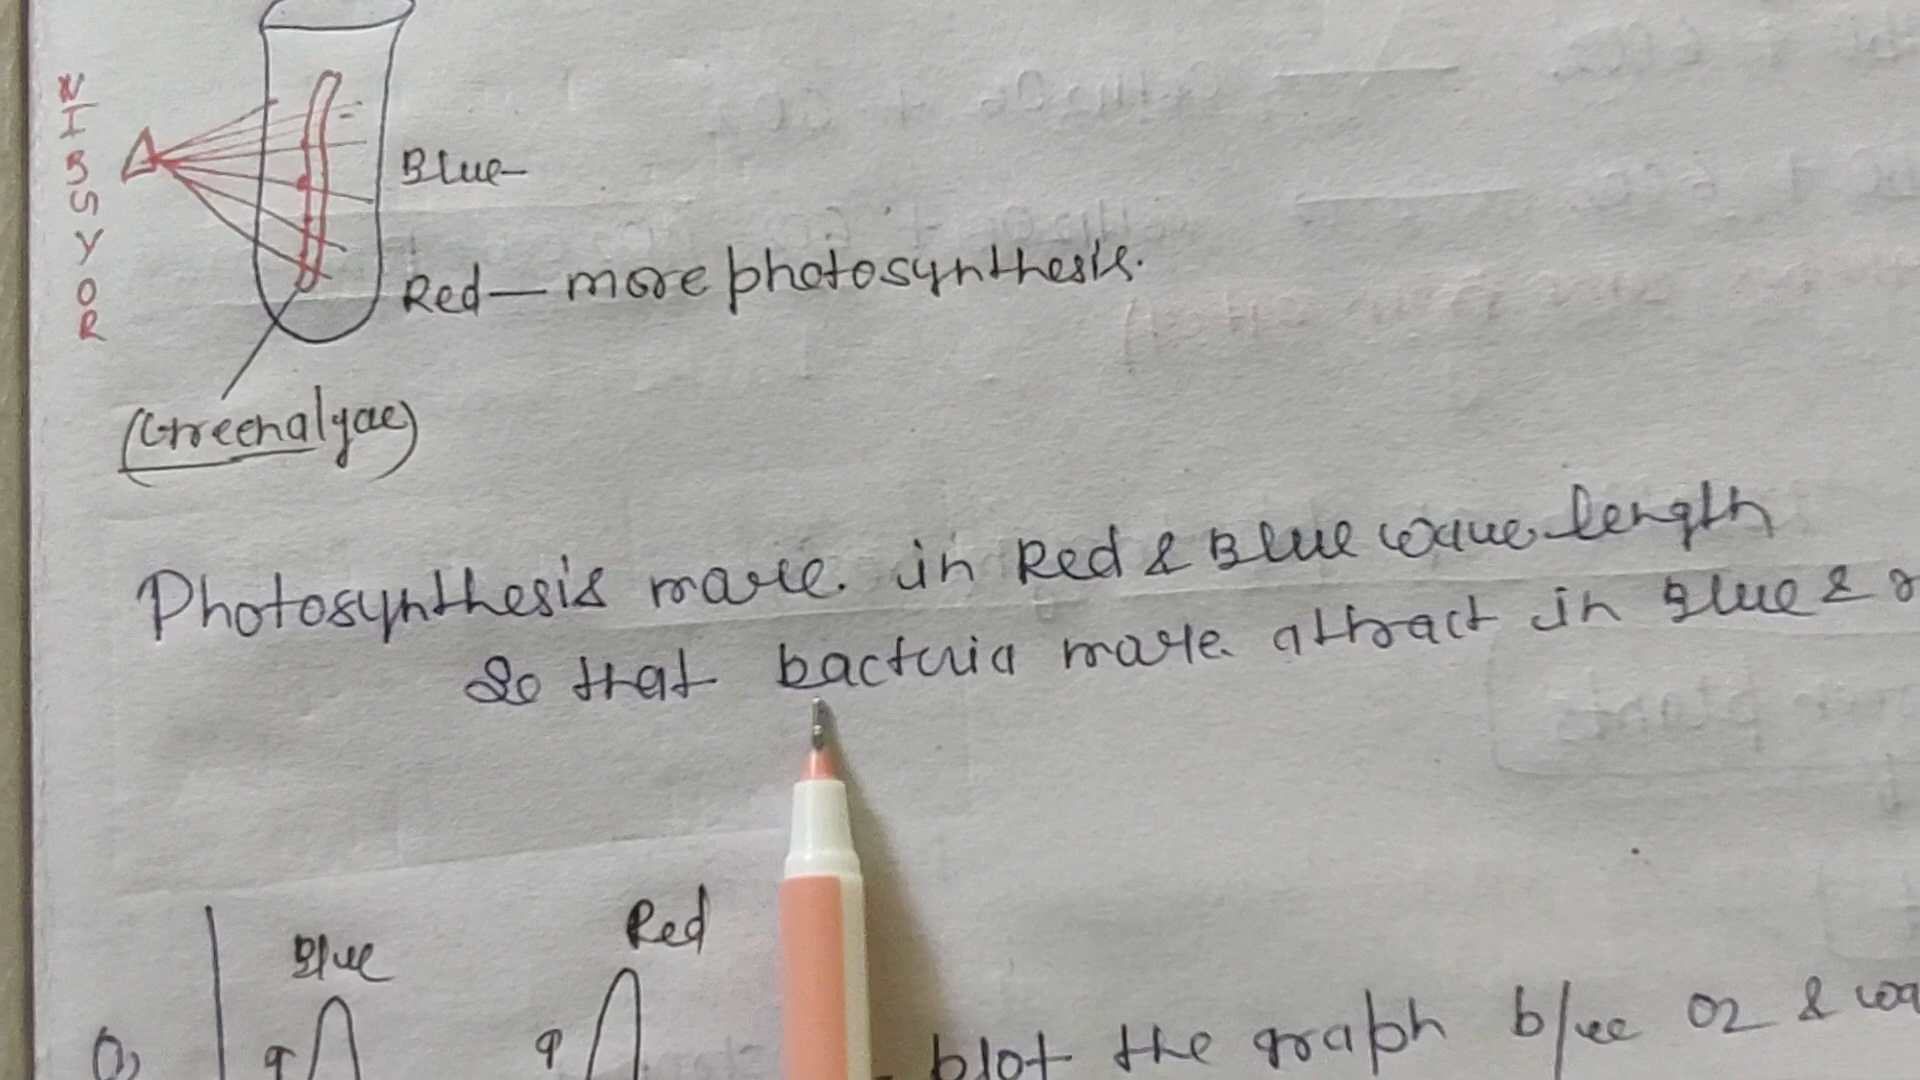 V
I
B
G
Y
O
R
Blue-
Red — more photosynthesis.
(Greenalgae)
Photosynthesis more. in Red & Blue wave length
So that bacteria more attract in Blue &
Blue
Red
O2
plot the graph b/w O2 &